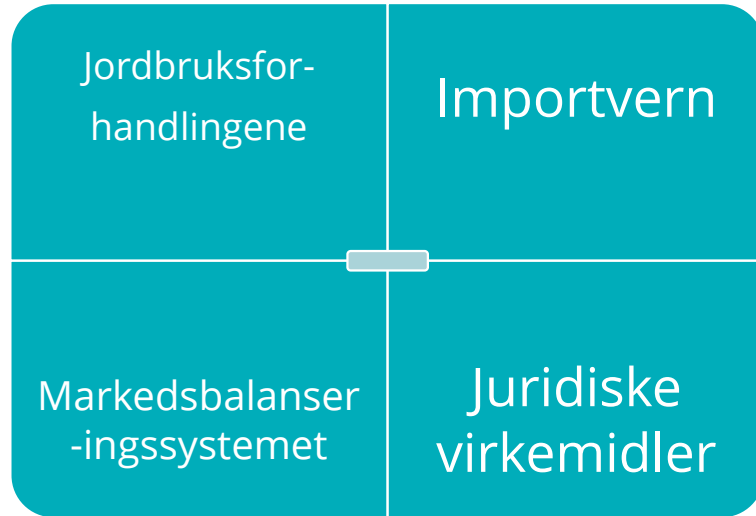 Jordbruksfor-
handlingene
Importvern
Markedsbalanser
-ingssystemet
Juridiske
virkemidler